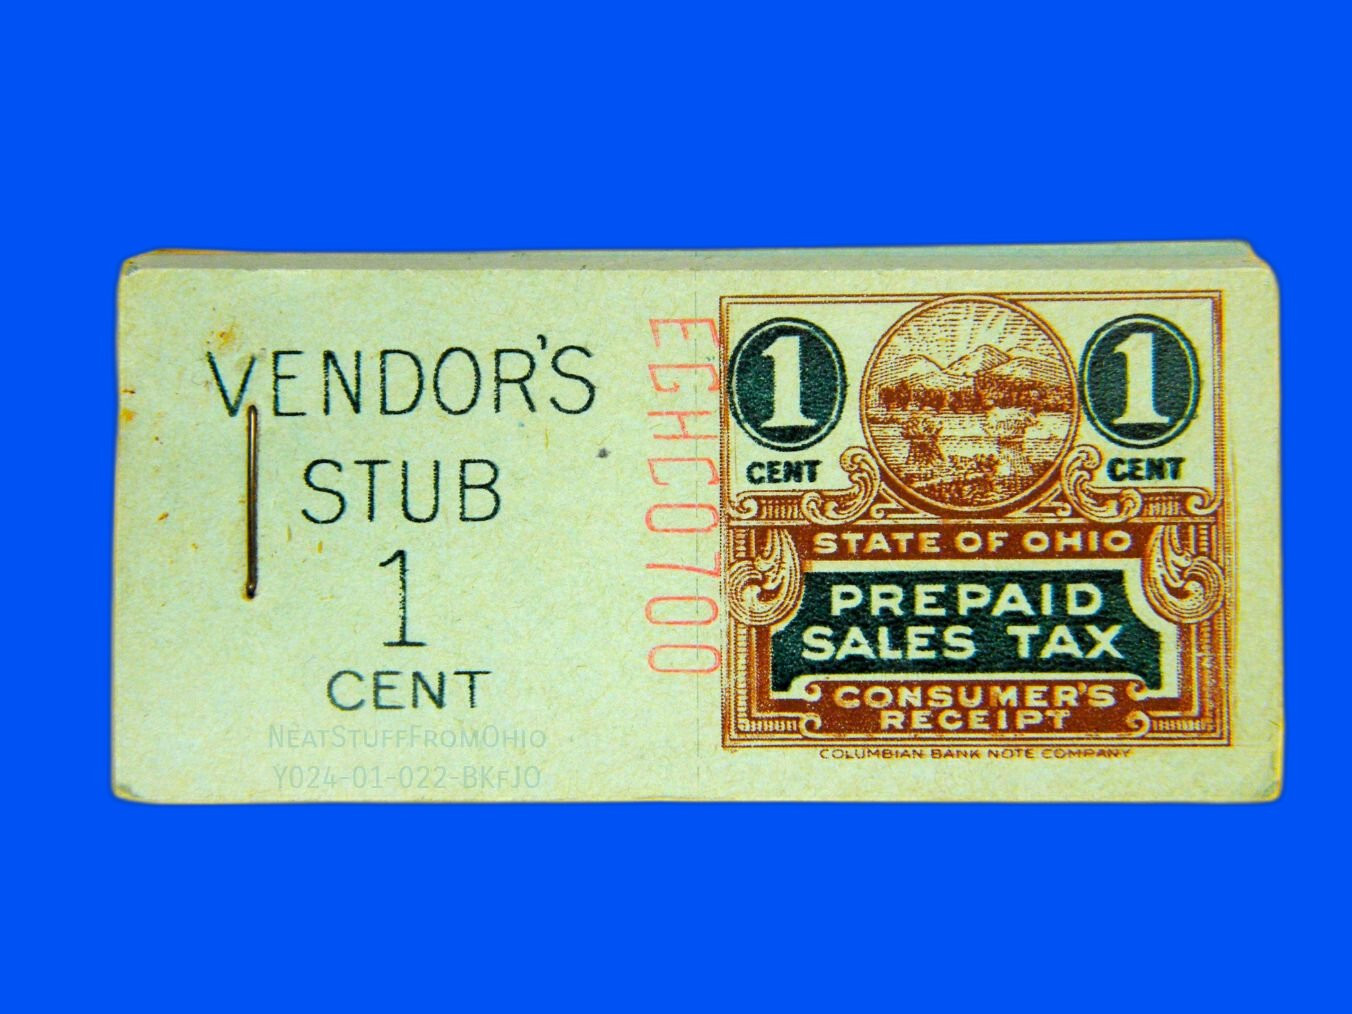 VENDOR'S
STUB
1
CENT
NEATSTUFFFROMOHIO
Y024-01-022-BKFJO
EGHC0700
1 1
CENT CENT
STATE OF OHIO
PREPAID
SALES TAX
CONSUMER'S
RECEIPT
COLUMBIAN BANK NOTE COMPANY